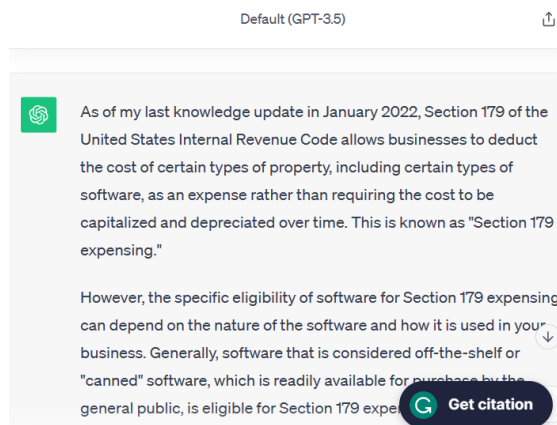 Default (GPT-3.5)
As of my last knowledge update in January 2022, Section 179 of the
United States Internal Revenue Code allows businesses to deduct
the cost of certain types of property, including certain types of
software, as an expense rather than requiring the cost to be
capitalized and depreciated over time. This is known as "Section 179
expensing."
However, the specific eligibility of software for Section 179 expensing
can depend on the nature of the software and how it is used in your
business. Generally, software that is considered off-the-shelf or
"canned" software, which is readily available for purchase by the
general public, is eligible for Section 179
Get citation